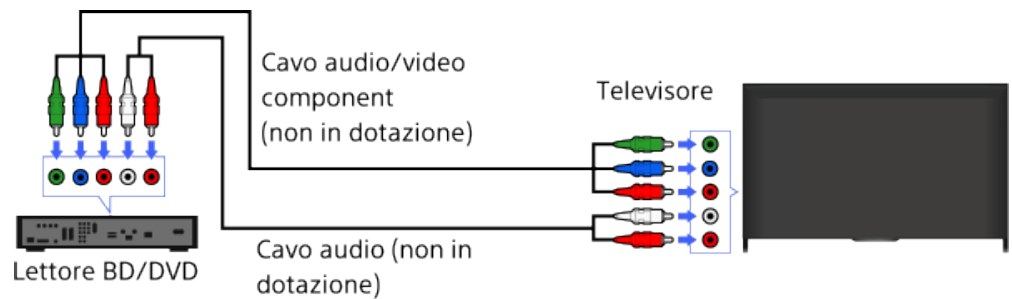 Cavo audio/video
component
(non in dotazione)
Televisore
Cavo audio (non in
dotazione)
Lettore BD/DVD